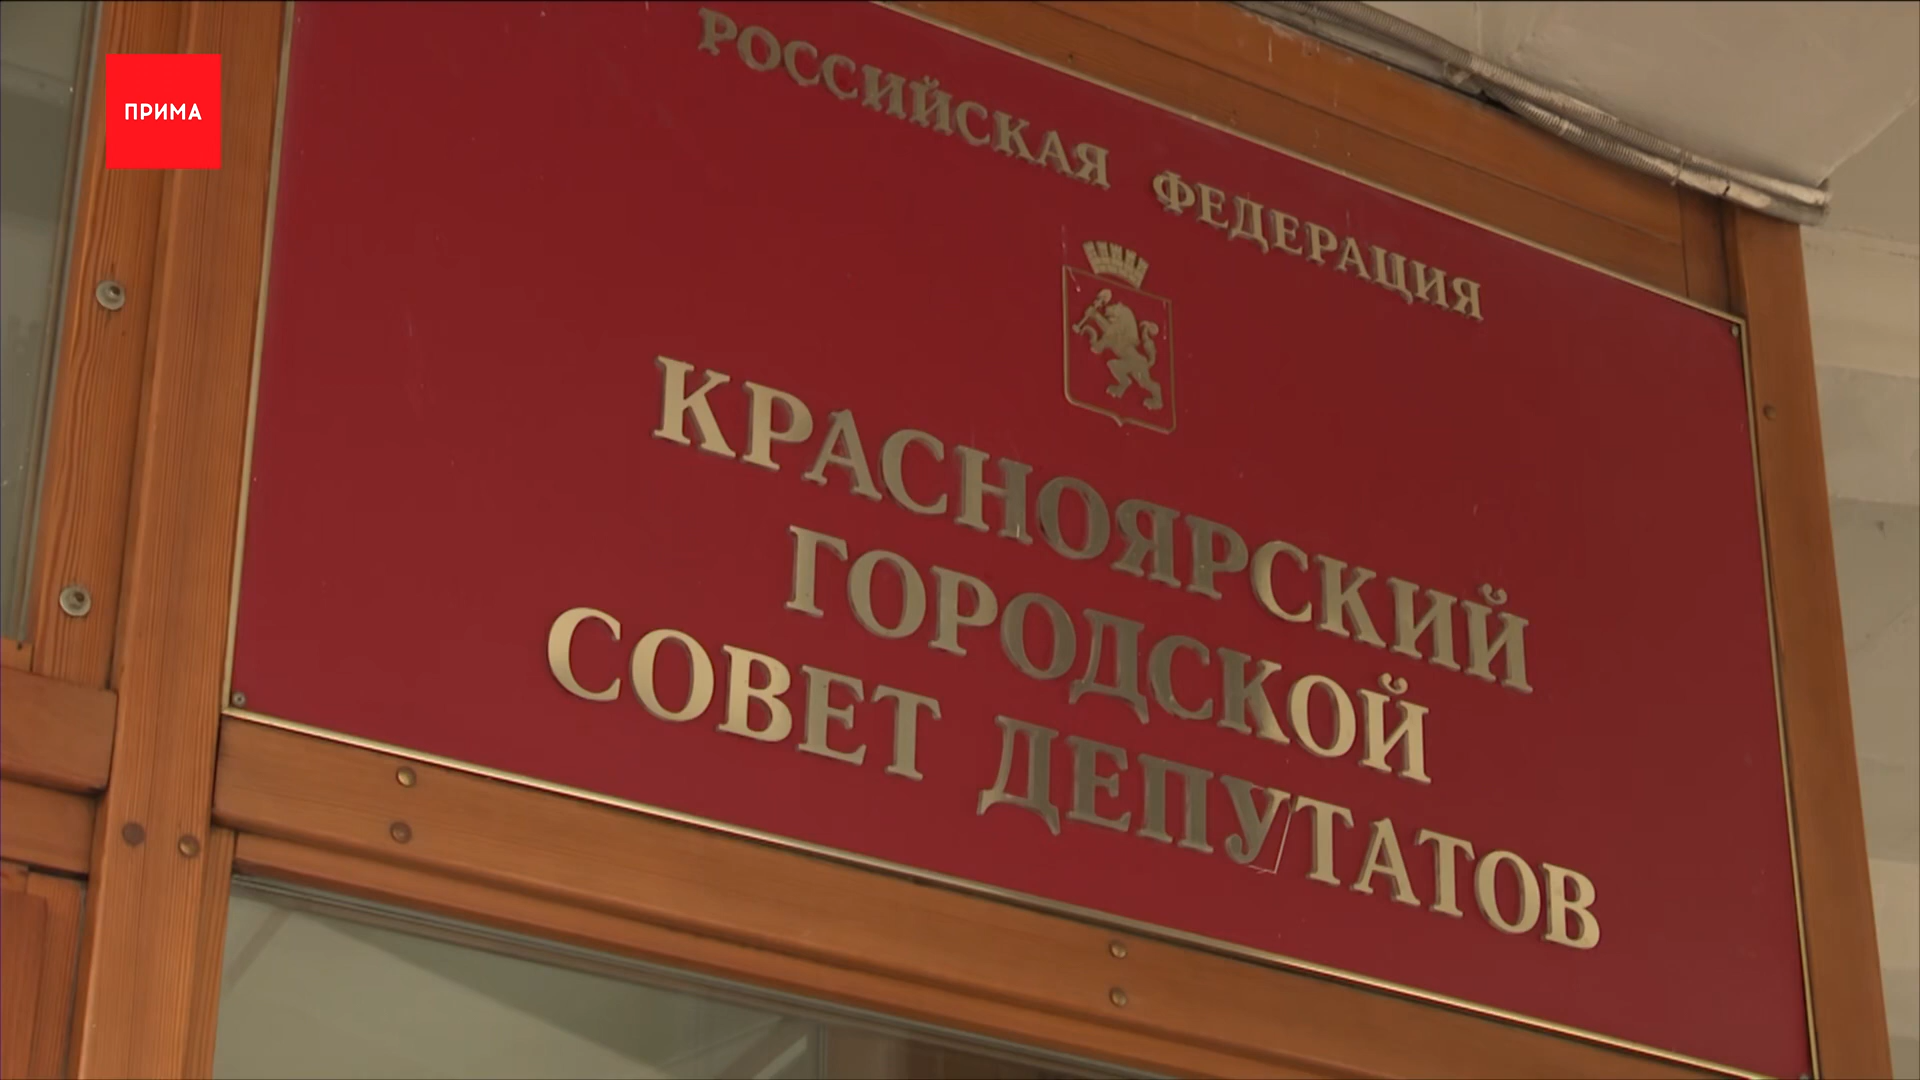 ПРИМА
РОССИЙСКАЯ ФЕДЕРАЦИЯ
КРАСНОЯРСКИЙ
ГОРОДСКОЙ
СОВЕТ ДЕПУТАТОВ